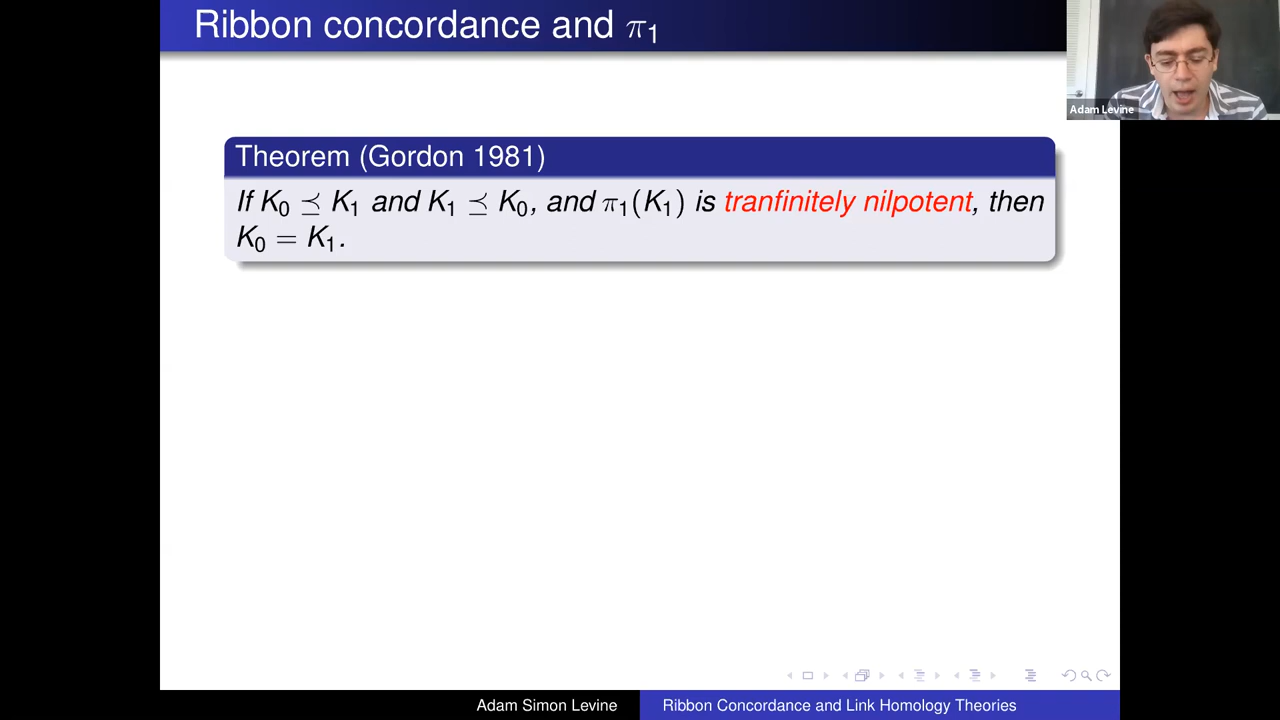 Ribbon concordance and π₁
Adam Levine
Theorem (Gordon 1981)
If K₀ ⪯ K₁ and K₁ ⪯ K₀, and π₁(K₁) is tranfinitely nilpotent, then
K₀ = K₁.
Adam Simon Levine
Ribbon Concordance and Link Homology Theories